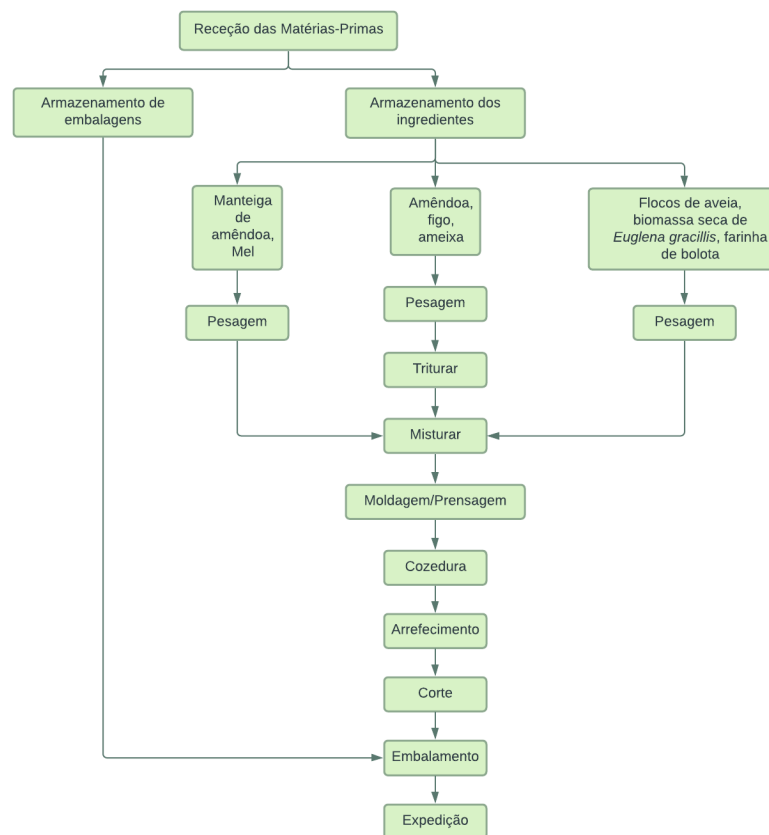 Receção das Matérias-Primas
Armazenamento de
embalagens
Armazenamento dos
ingredientes
Manteiga
de
amêndoa,
Mel
Amêndoa,
figo,
ameixa
Flocos de aveia,
biomassa seca de
Euglena gracillis, farinha
de bolota
Pesagem
Pesagem
Pesagem
Triturar
Misturar
Moldagem/Prensagem
Cozedura
Arrefecimento
Corte
Embalamento
Expedição